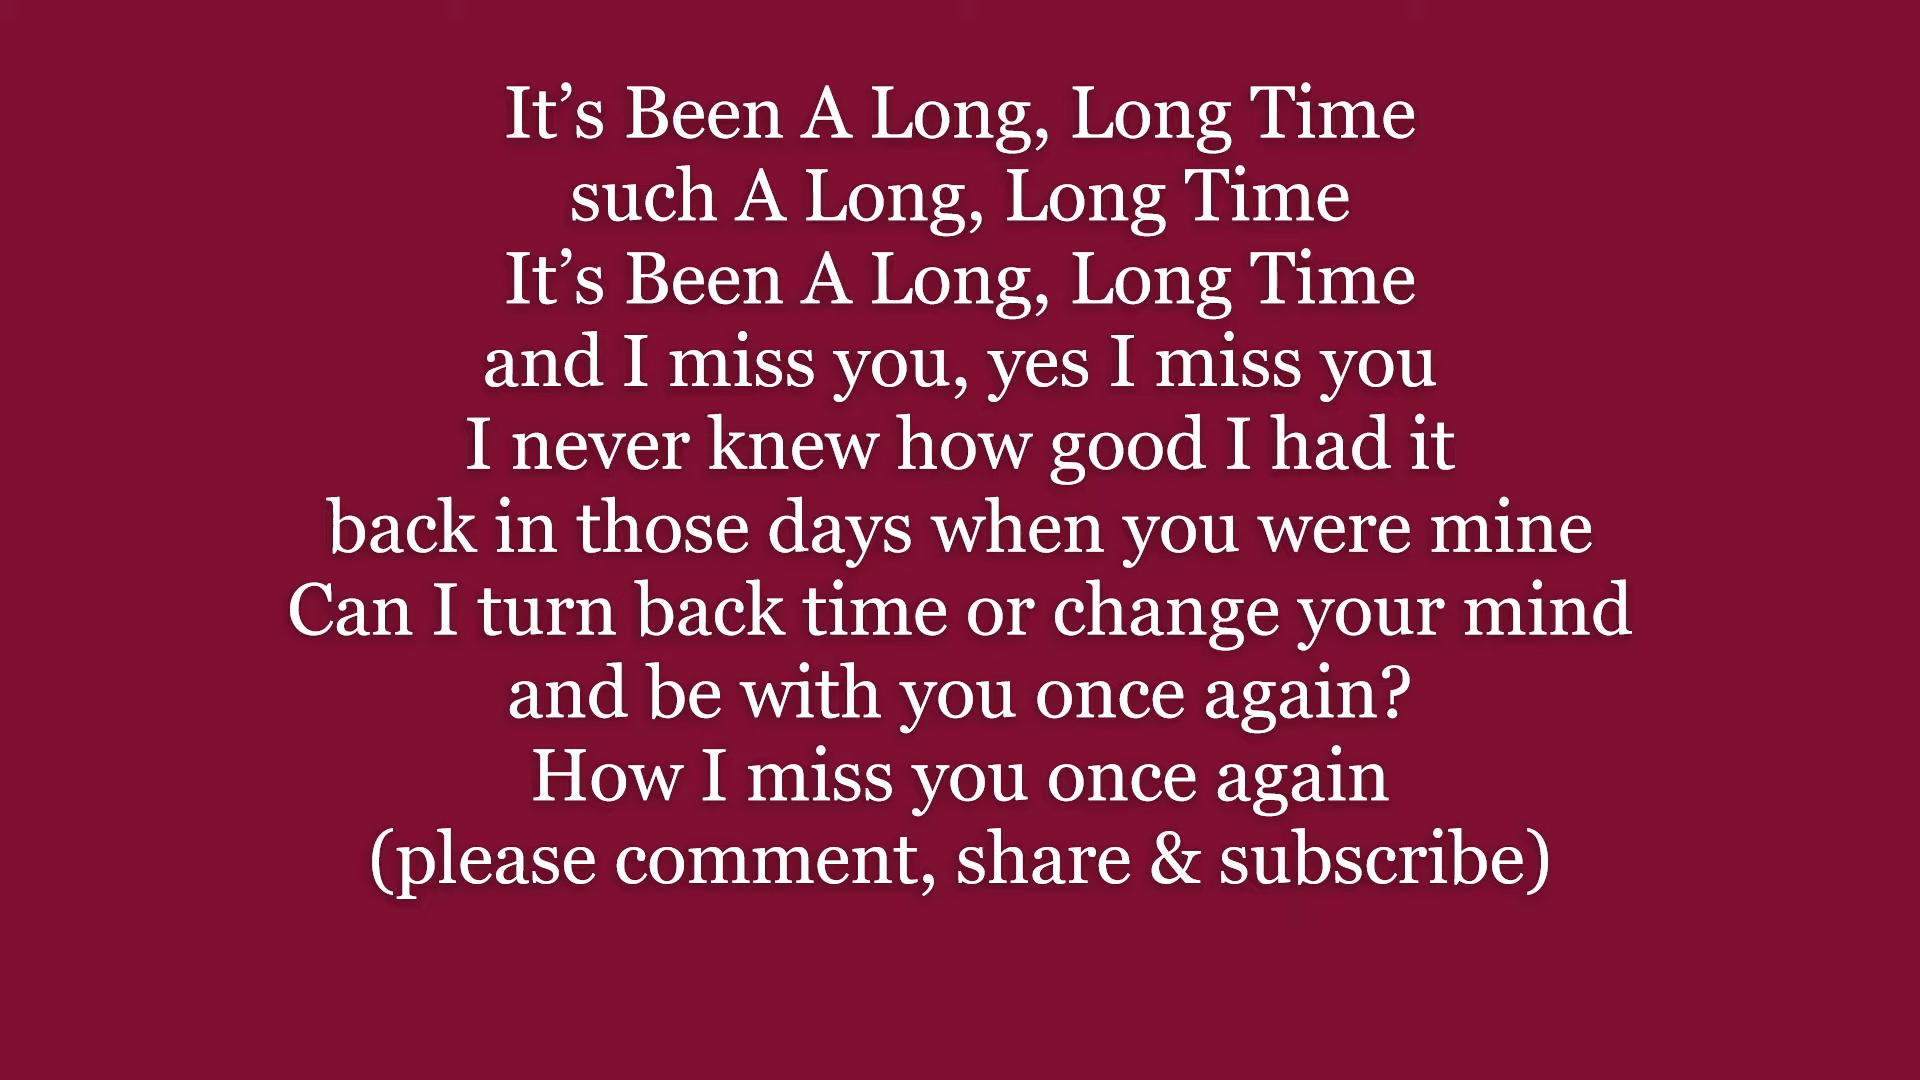 It’s Been A Long, Long Time
such A Long, Long Time
It’s Been A Long, Long Time
and I miss you, yes I miss you
I never knew how good I had it
back in those days when you were mine
Can I turn back time or change your mind
and be with you once again?
How I miss you once again
(please comment, share & subscribe)